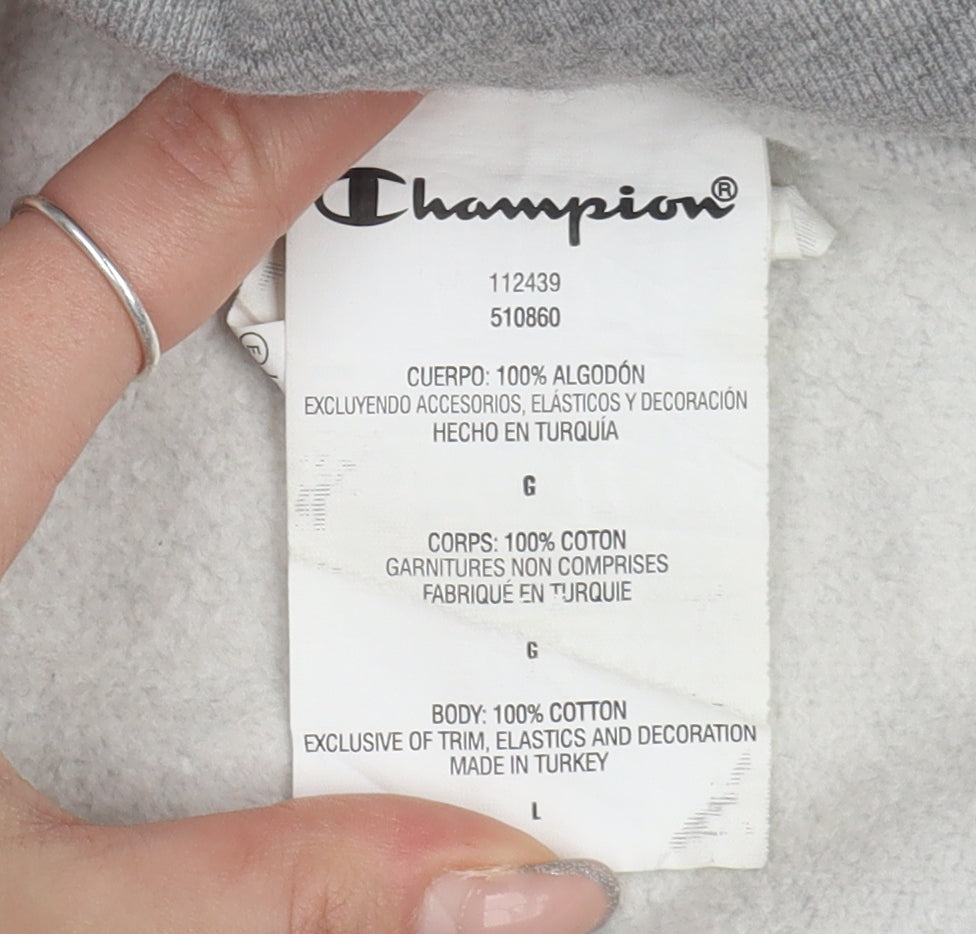 Champion®
112439
510860
CUERPO: 100% ALGODÓN
EXCLUYENDO ACCESORIOS, ELÁSTICOS Y DECORACIÓN
HECHO EN TURQUÍA
G
CORPS: 100% COTON
GARNITURES NON COMPRISES
FABRIQUÉ EN TURQUIE
G
BODY: 100% COTTON
EXCLUSIVE OF TRIM, ELASTICS AND DECORATION
MADE IN TURKEY
L